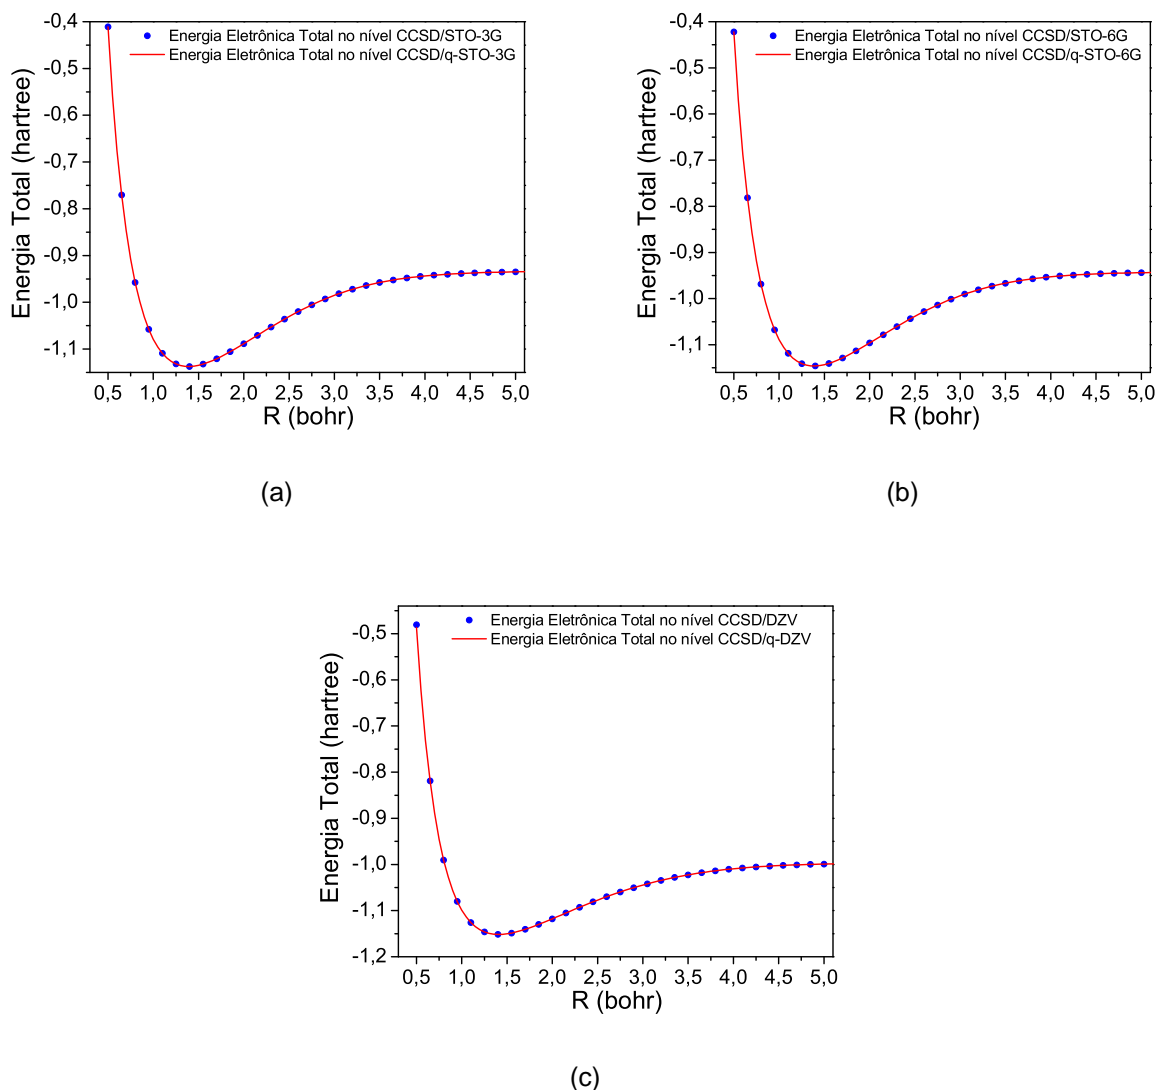 Energia Eletrônica Total no nível CCSD/STO-3G
Energia Eletrônica Total no nível CCSD/q-STO-3G
Energia Total (hartree)
-0,4
-0,5
-0,6
-0,7
-0,8
-0,9
-1,0
-1,1
0,5 1,0 1,5 2,0 2,5 3,0 3,5 4,0 4,5 5,0
R (bohr)
(a)
Energia Eletrônica Total no nível CCSD/STO-6G
Energia Eletrônica Total no nível CCSD/q-STO-6G
Energia Total (hartree)
-0,4
-0,5
-0,6
-0,7
-0,8
-0,9
-1,0
-1,1
0,5 1,0 1,5 2,0 2,5 3,0 3,5 4,0 4,5 5,0
R (bohr)
(b)
Energia Eletrônica Total no nível CCSD/DZV
Energia Eletrônica Total no nível CCSD/q-DZV
Energia Total (hartree)
-0,5
-0,6
-0,7
-0,8
-0,9
-1,0
-1,1
-1,2
0,5 1,0 1,5 2,0 2,5 3,0 3,5 4,0 4,5 5,0
R (bohr)
(c)